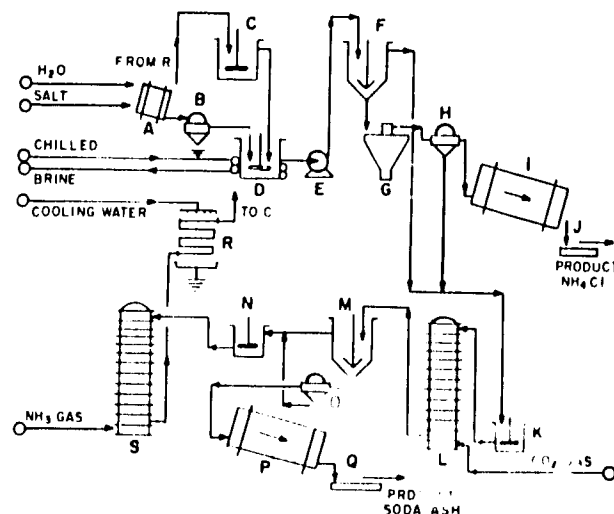 C
F
FROM R
H₂O
SALT
A
B
H
CHILLED
BRINE
D
E
G
I
COOLING WATER
TO C
R
J
PRODUCT
NH₄Cl
N
M
K
NH₃ GAS
S
P
Q
L
SODA ASH